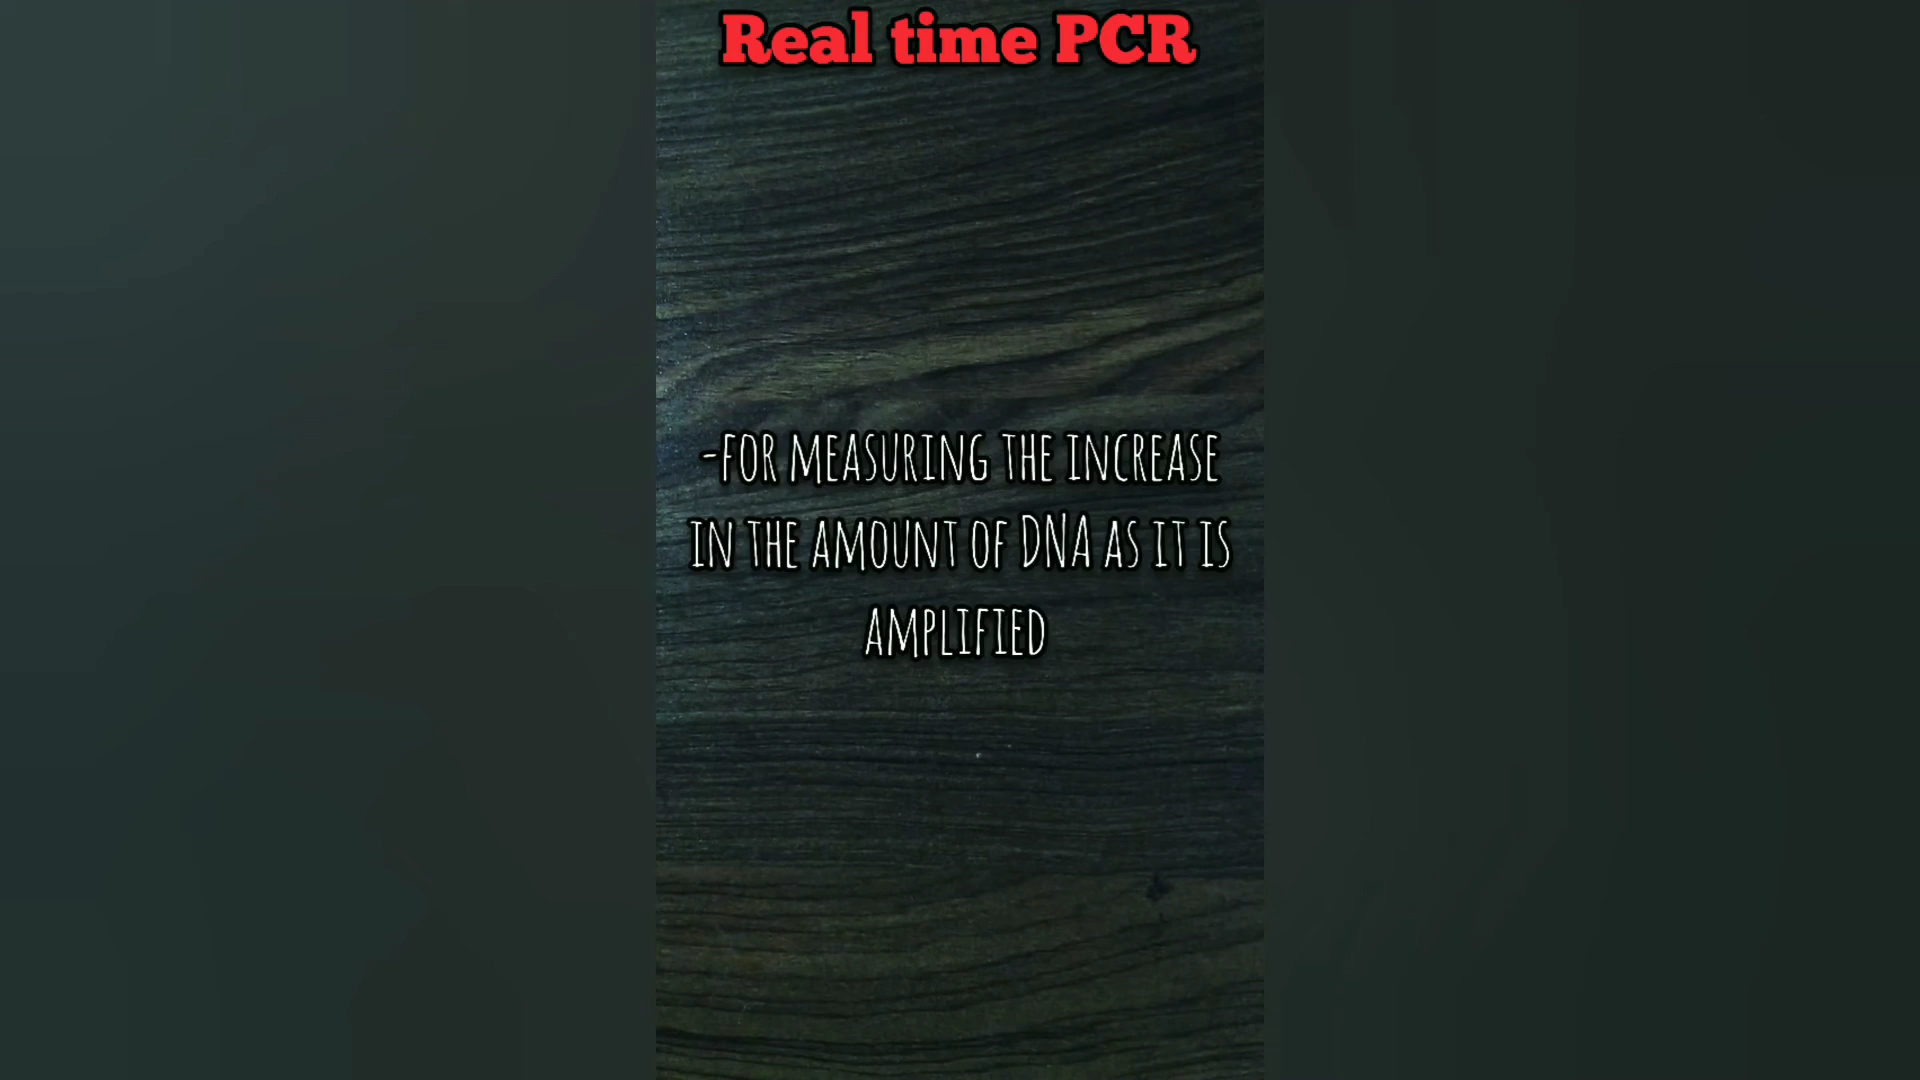 Real time PCR
-for measuring the increase
in the amount of DNA as it is
amplified